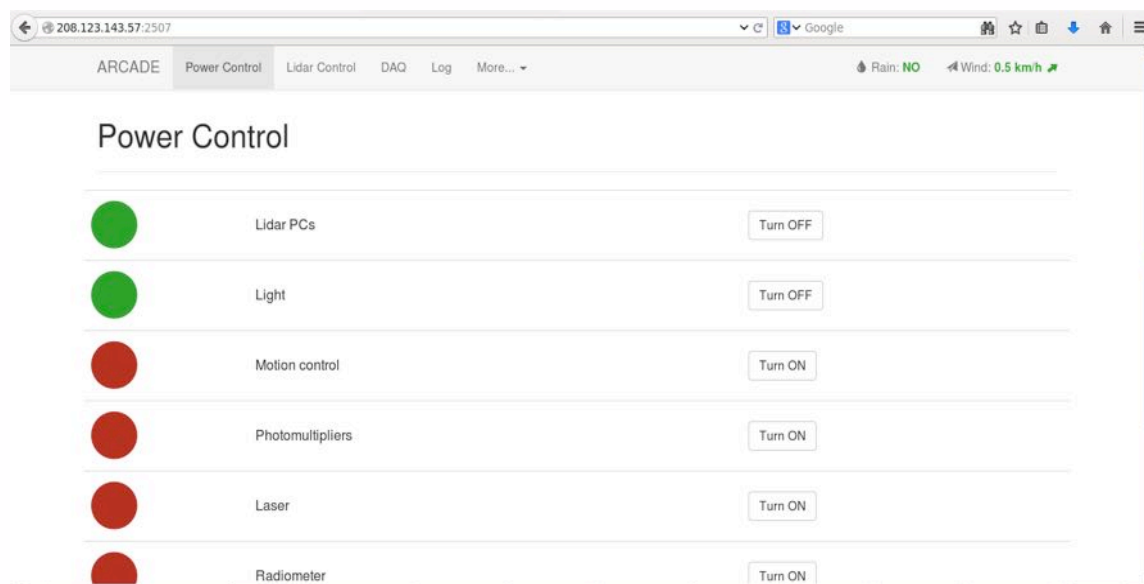 208.123.143.57:2507 Google
ARCADE Power Control Lidar Control DAQ Log More... Rain: NO Wind: 0.5 km/h
Power Control
Lidar PCs Turn OFF
Light Turn OFF
Motion control Turn ON
Photomultipliers Turn ON
Laser Turn ON
Radiometer Turn ON